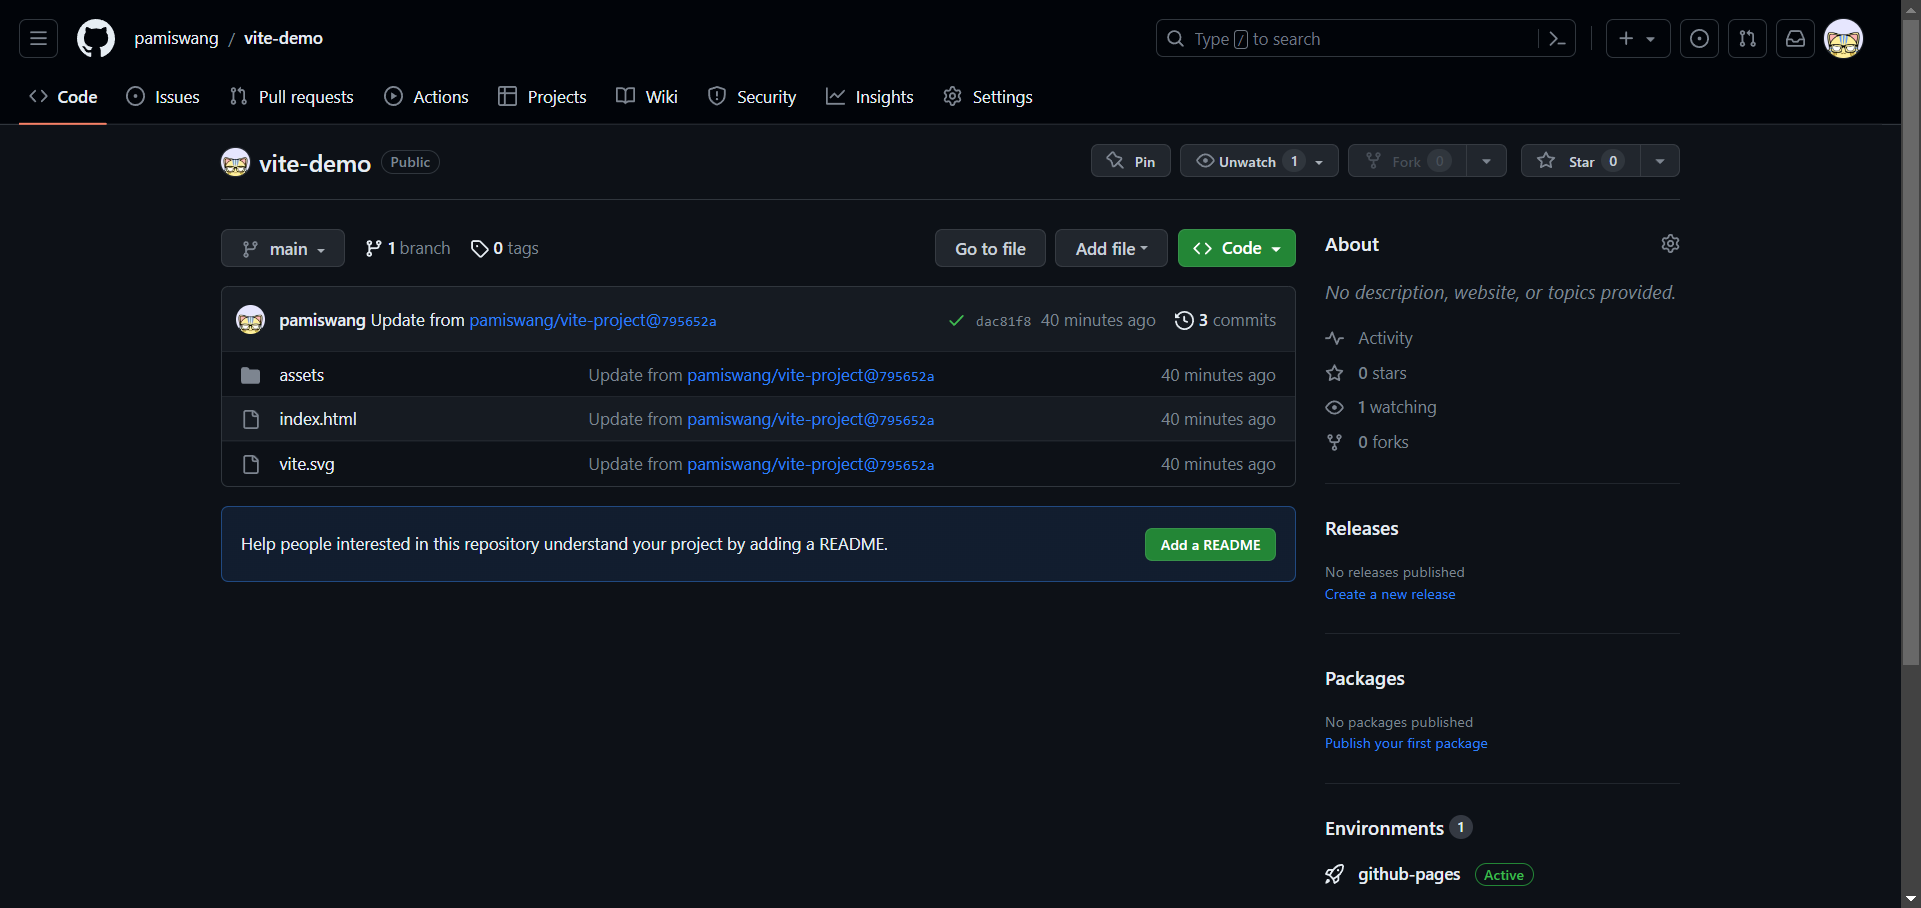 pamiswang / vite-demo
Type / to search
Code Issues Pull requests Actions Projects Wiki Security Insights Settings
vite-demo Public
Pin Unwatch 1 Fork 0 Star 0
main 1 branch 0 tags Go to file Add file Code
pamiswang Update from pamiswang/vite-project@795652a dac81f8 40 minutes ago 3 commits
assets Update from pamiswang/vite-project@795652a 40 minutes ago
index.html Update from pamiswang/vite-project@795652a 40 minutes ago
vite.svg Update from pamiswang/vite-project@795652a 40 minutes ago
Help people interested in this repository understand your project by adding a README. Add a README
About
No description, website, or topics provided.
Activity
0 stars
1 watching
0 forks
Releases
No releases published
Create a new release
Packages
No packages published
Publish your first package
Environments 1
github-pages Active